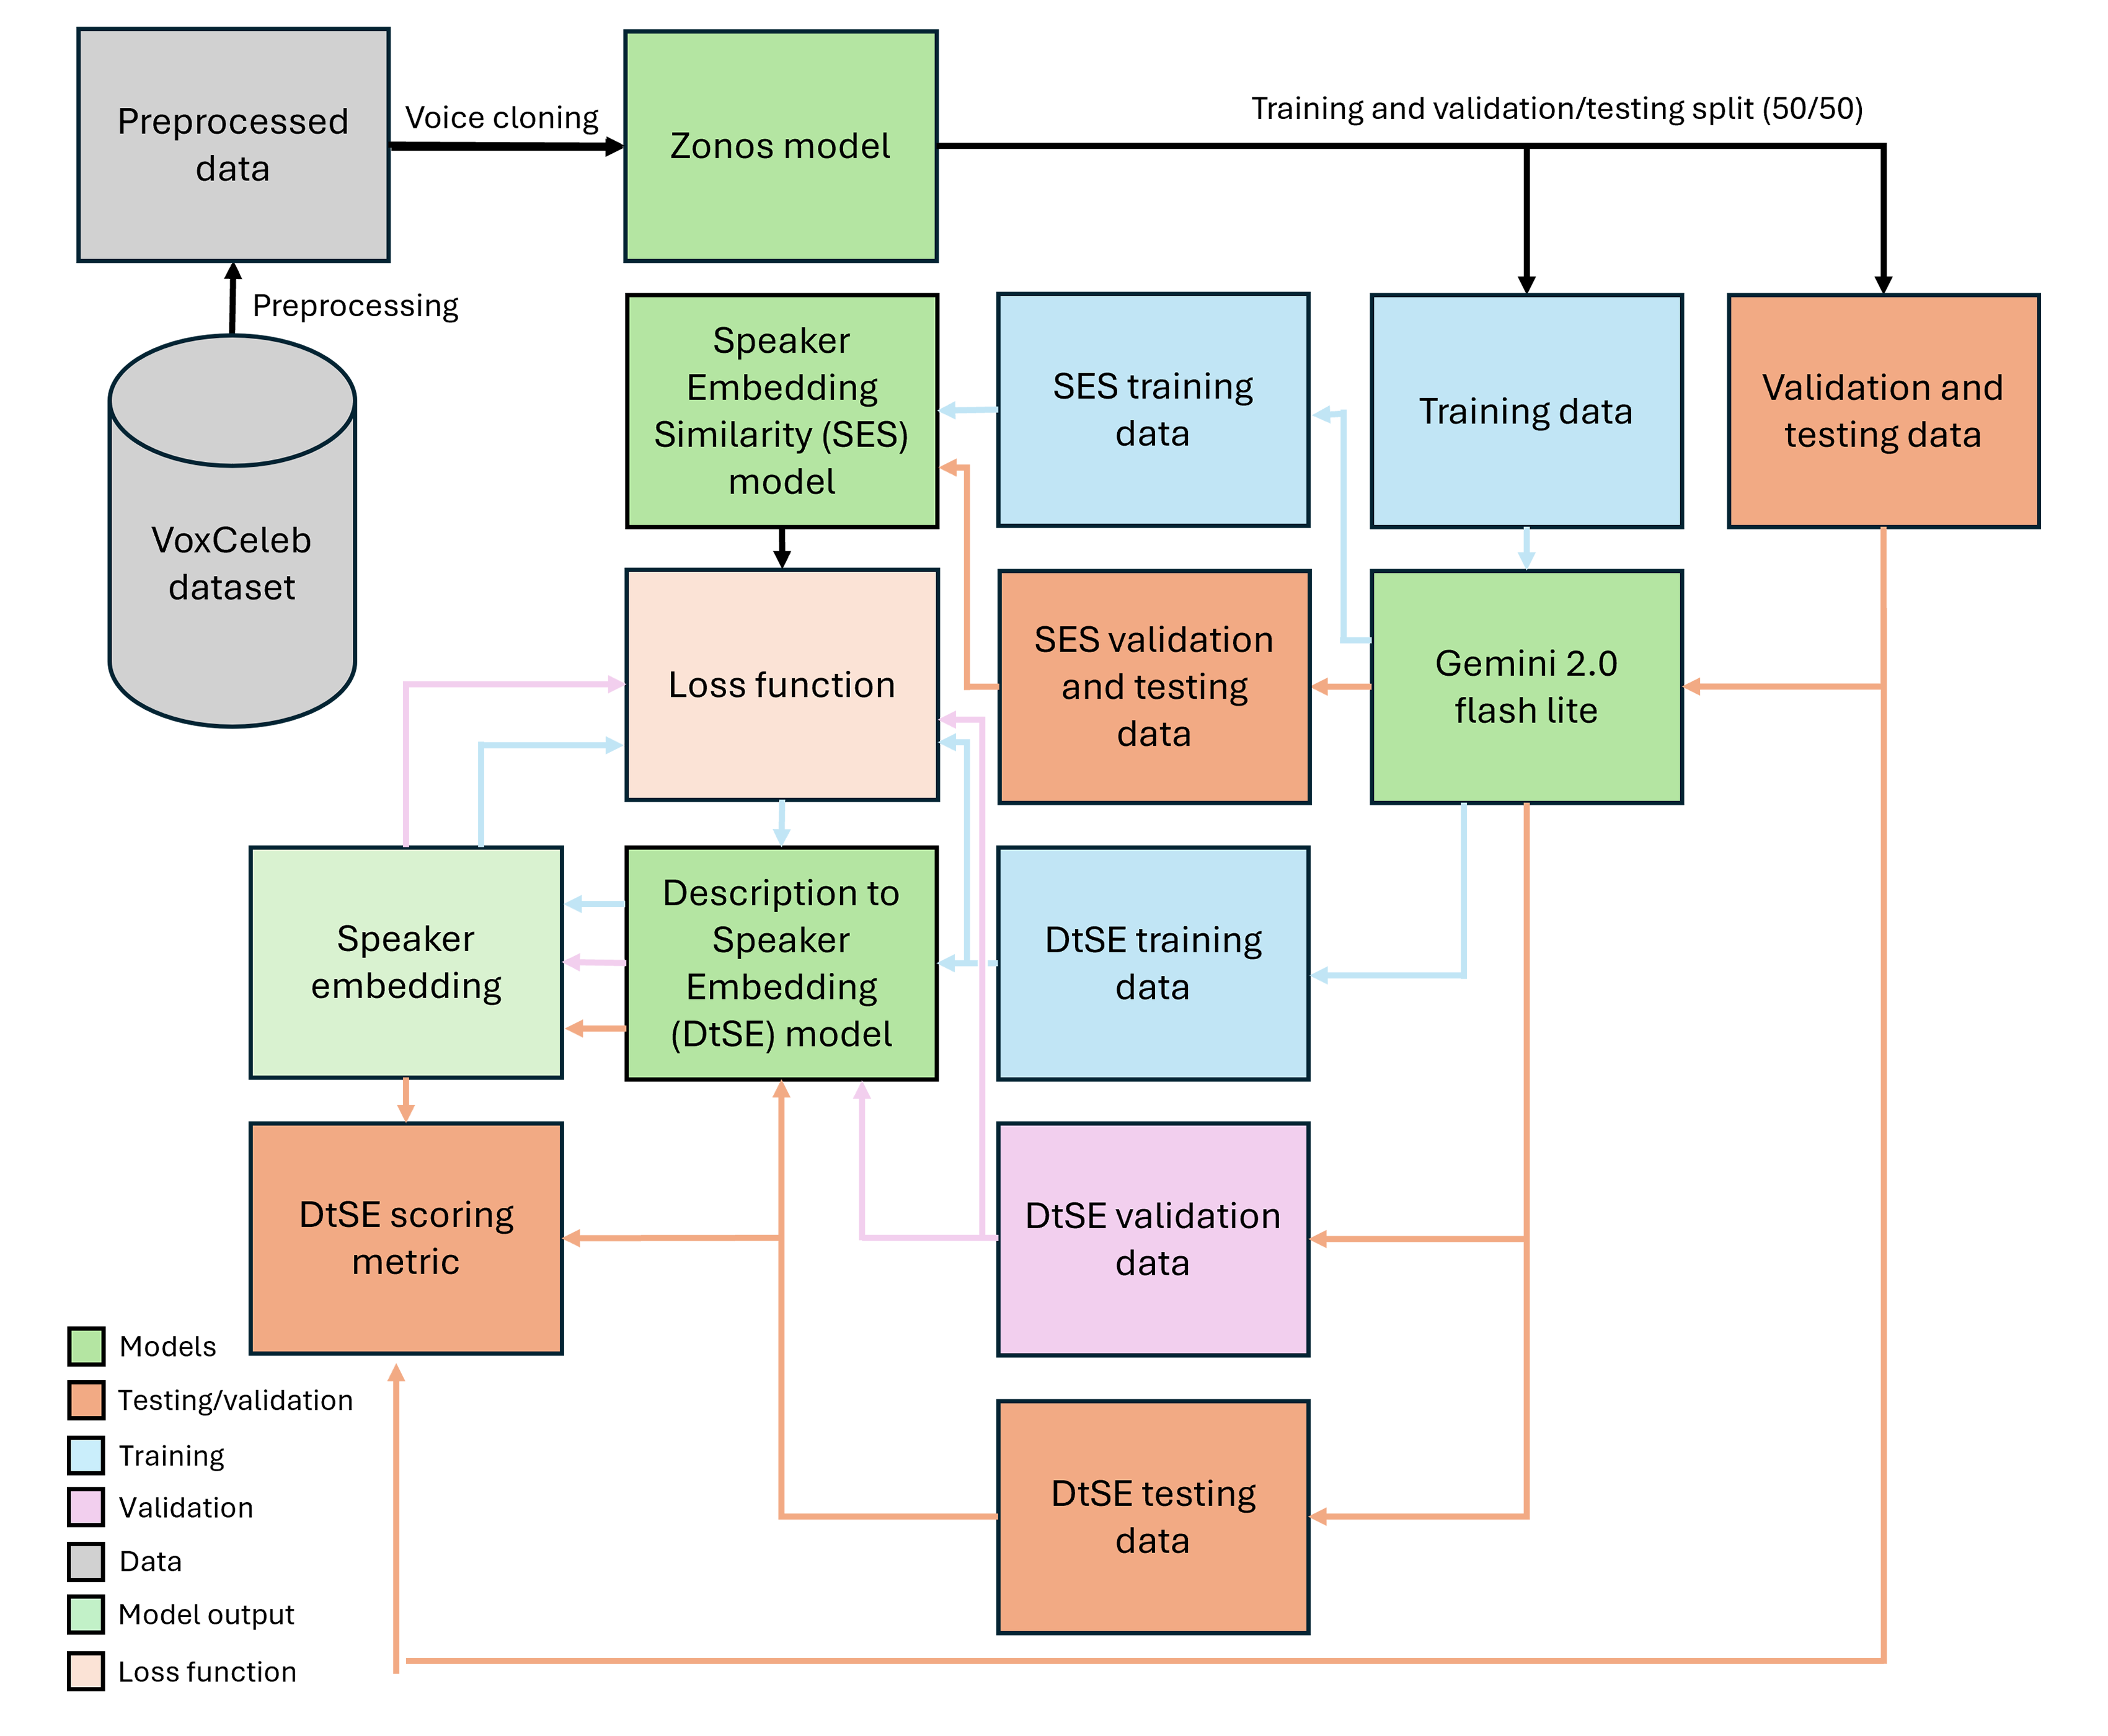 Preprocessed
data
Voice cloning
Zonos model
Training and validation/testing split (50/50)
Preprocessing
VoxCeleb
dataset
Speaker
Embedding
Similarity (SES)
model
SES training
data
Training data
Validation and
testing data
Loss function
SES validation
and testing
data
Gemini 2.0
flash lite
Speaker
embedding
Description to
Speaker
Embedding
(DtSE) model
DtSE training
data
DtSE scoring
metric
DtSE validation
data
DtSE testing
data
Models
Testing/validation
Training
Validation
Data
Model output
Loss function